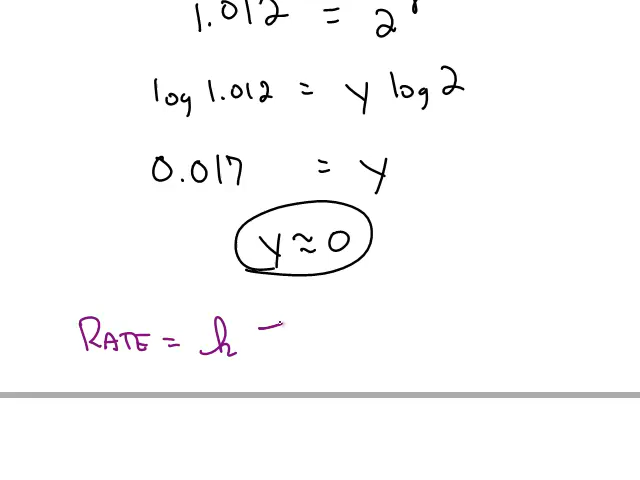 1.012 = 2
log 1.012 = y log 2
0.017 = y
y ≈ 0
RATE = k